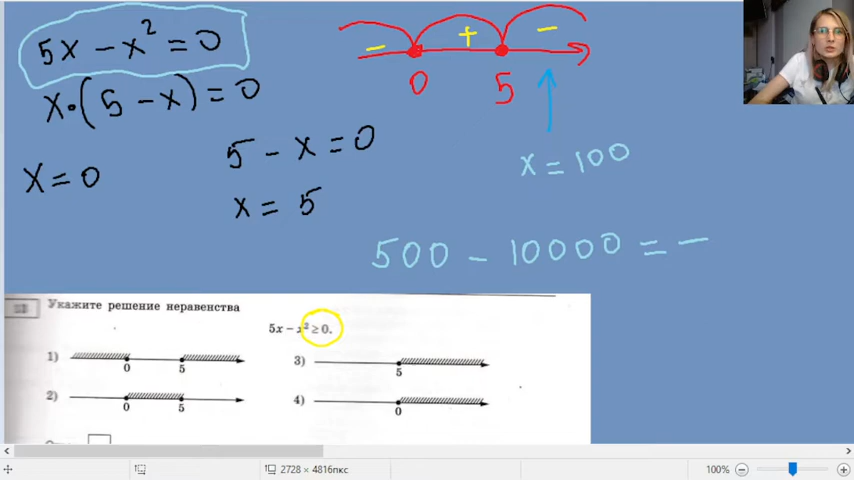 5x − x² = 0
x·(5 − x) = 0
x = 0
5 − x = 0
x = 5
− + −
0 5
x = 100
500 − 10000 = −
13 Укажите решение неравенства
5x − x² ≥ 0.
1) 0 5
2) 0 5
3) 5
4) 0
2728 × 4816пкс
100%